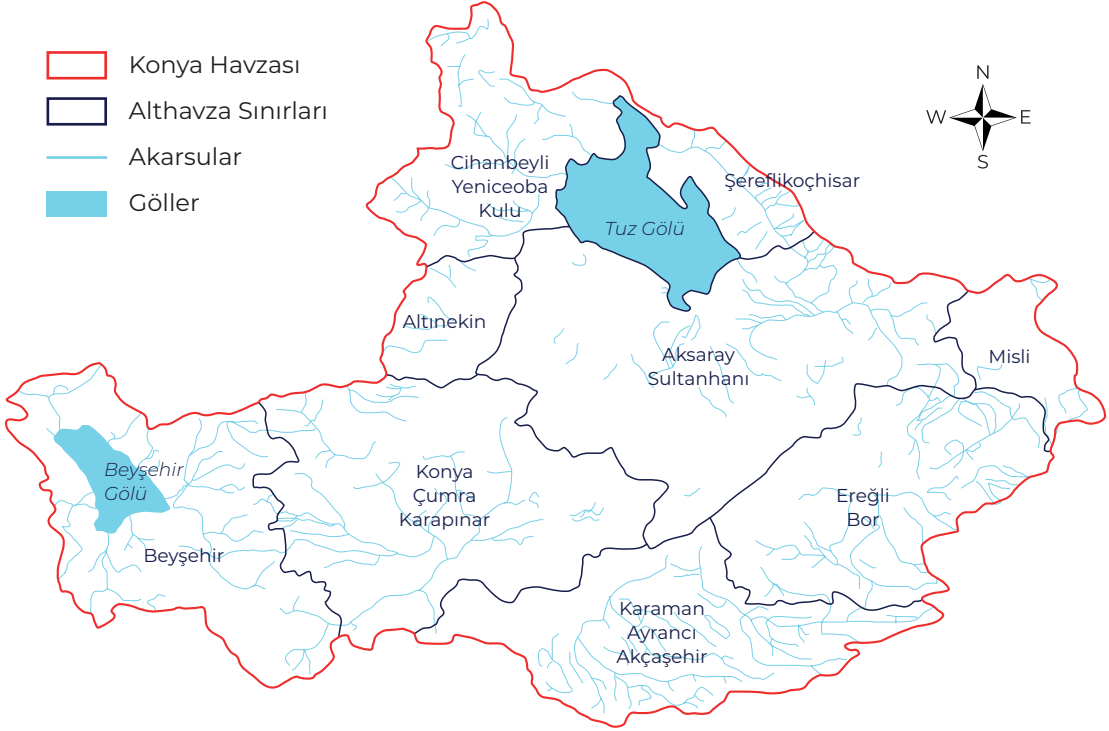 Konya Havzası
Althavza Sınırları
Akarsular
Göller
N
W
E
S
Cihanbeyli
Yeniceoba
Kulu
Şereflikoçhisar
Tuz Gölü
Altınekin
Aksaray
Sultanhanı
Misli
Beyşehir
Gölü
Konya
Çumra
Karapınar
Ereğli
Bor
Beyşehir
Karaman
Ayrancı
Akçaşehir